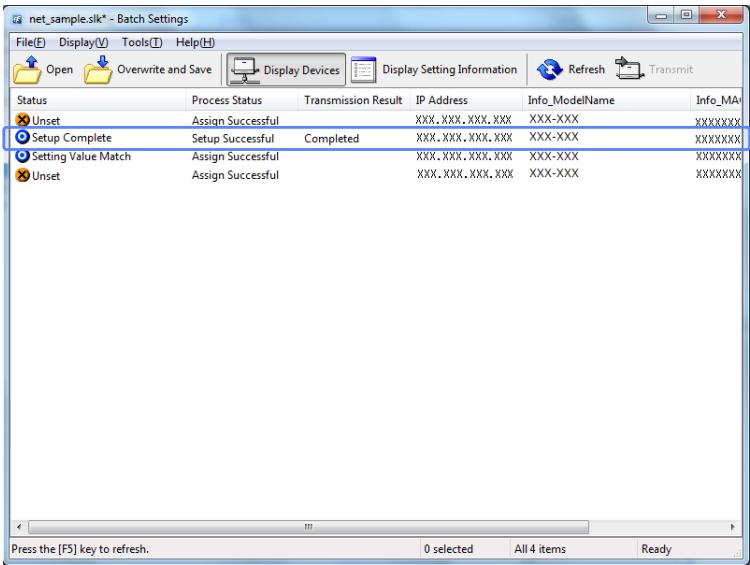 net_sample.slk* - Batch Settings
File(F) Display(V) Tools(T) Help(H)
Open Overwrite and Save Display Devices Display Setting Information Refresh Transmit
Status Process Status Transmission Result IP Address Info_ModelName Info_MA
Unset Assign Successful XXX.XXX.XXX.XXX XXX-XXX XXXXXXX
Setup Complete Setup Successful Completed XXX.XXX.XXX.XXX XXX-XXX XXXXXXX
Setting Value Match Assign Successful XXX.XXX.XXX.XXX XXX-XXX XXXXXXX
Unset Assign Successful XXX.XXX.XXX.XXX XXX-XXX XXXXXXX
Press the [F5] key to refresh. 0 selected All 4 items Ready